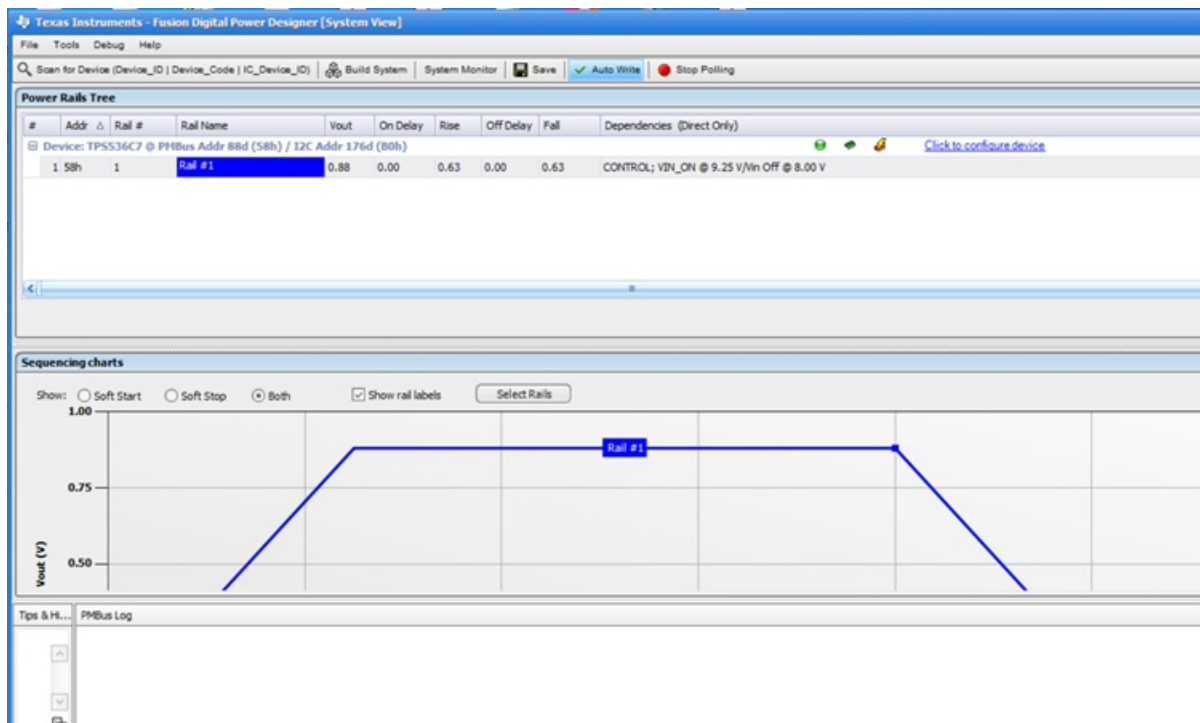 Texas Instruments - Fusion Digital Power Designer [System View]
File Tools Debug Help
Scan for Device (Device_ID | Device_Code | IC_Device_ID) Build System System Monitor Save Auto Write Stop Polling
Power Rails Tree
# Addr Rail # Rail Name Vout On Delay Rise Off Delay Fall Dependencies (Direct Only)
Device: TPS536C7 @ PMBus Addr 88d (58h) / I2C Addr 176d (B0h) Click to configure device
1 58h 1 Rail #1 0.88 0.00 0.63 0.00 0.63 CONTROL; VIN_ON @ 9.25 V/Vin Off @ 8.00 V
Sequencing charts
Show: Soft Start Soft Stop Both Show rail labels Select Rails
1.00
Rail #1
0.75
0.50
Vout (V)
Tips & Hi... PMBus Log